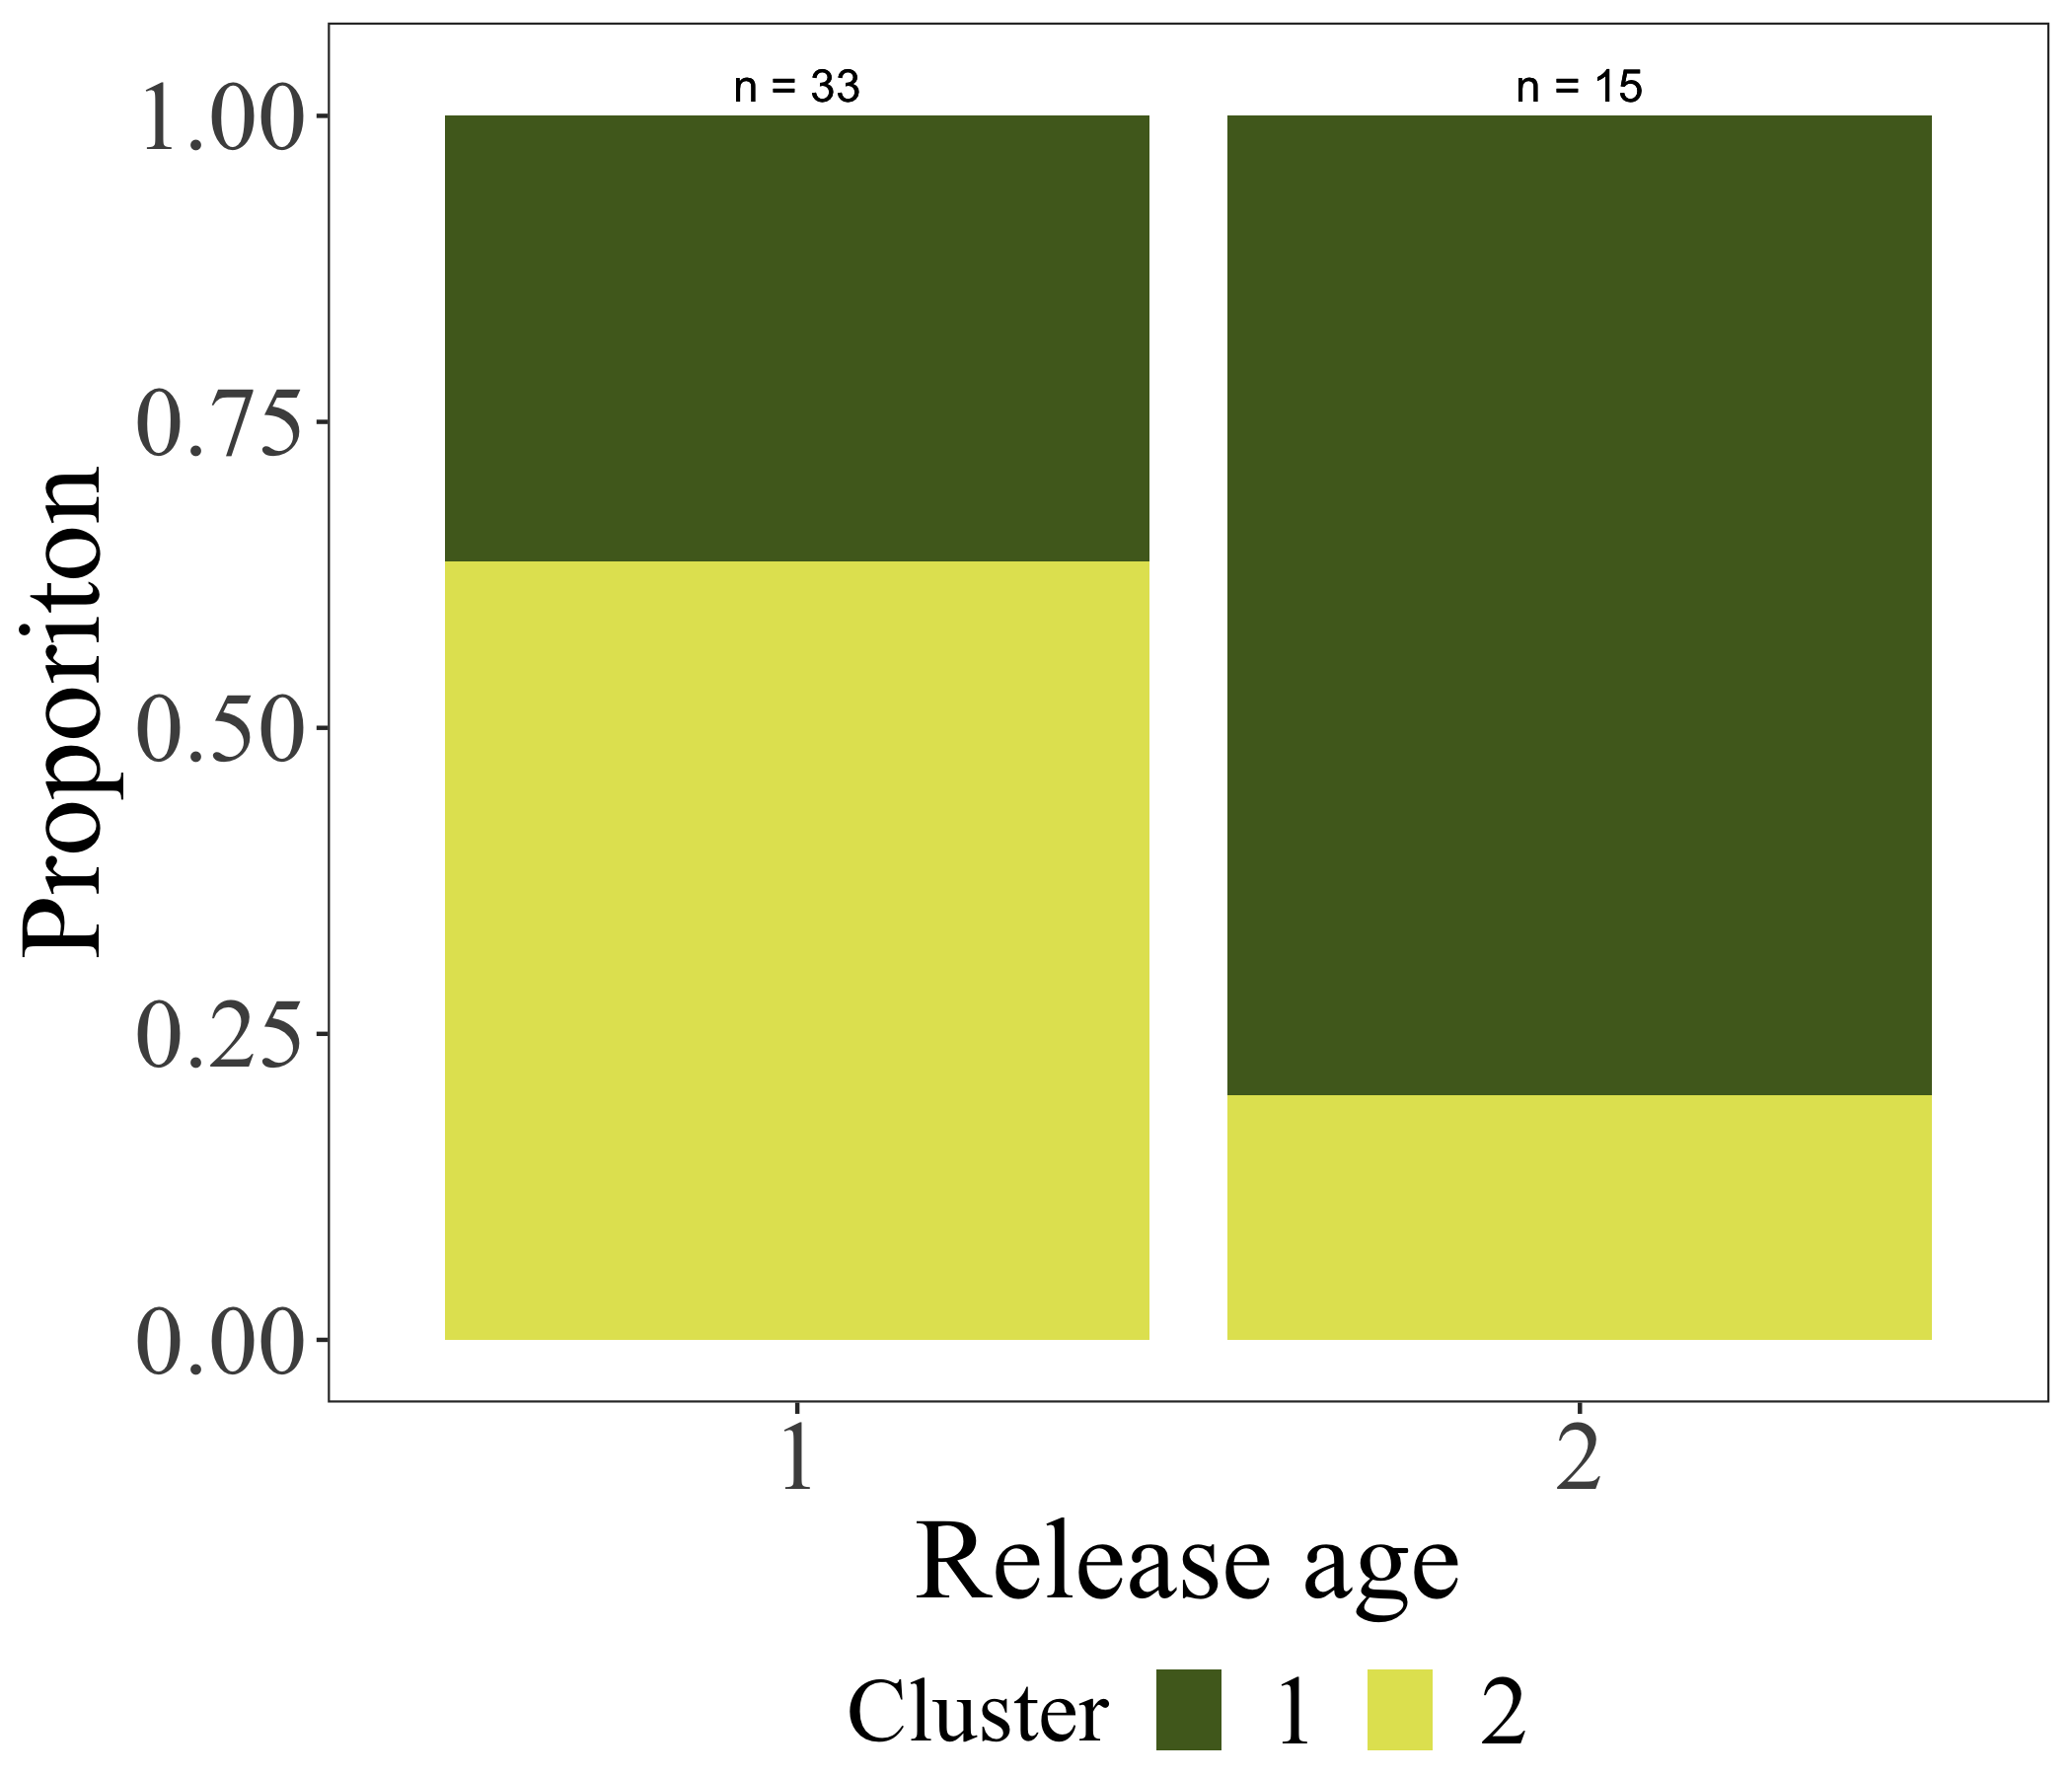 n = 33
n = 15
1.00
0.75
0.50
0.25
0.00
Proporiton
1
2
Release age
Cluster 1 2